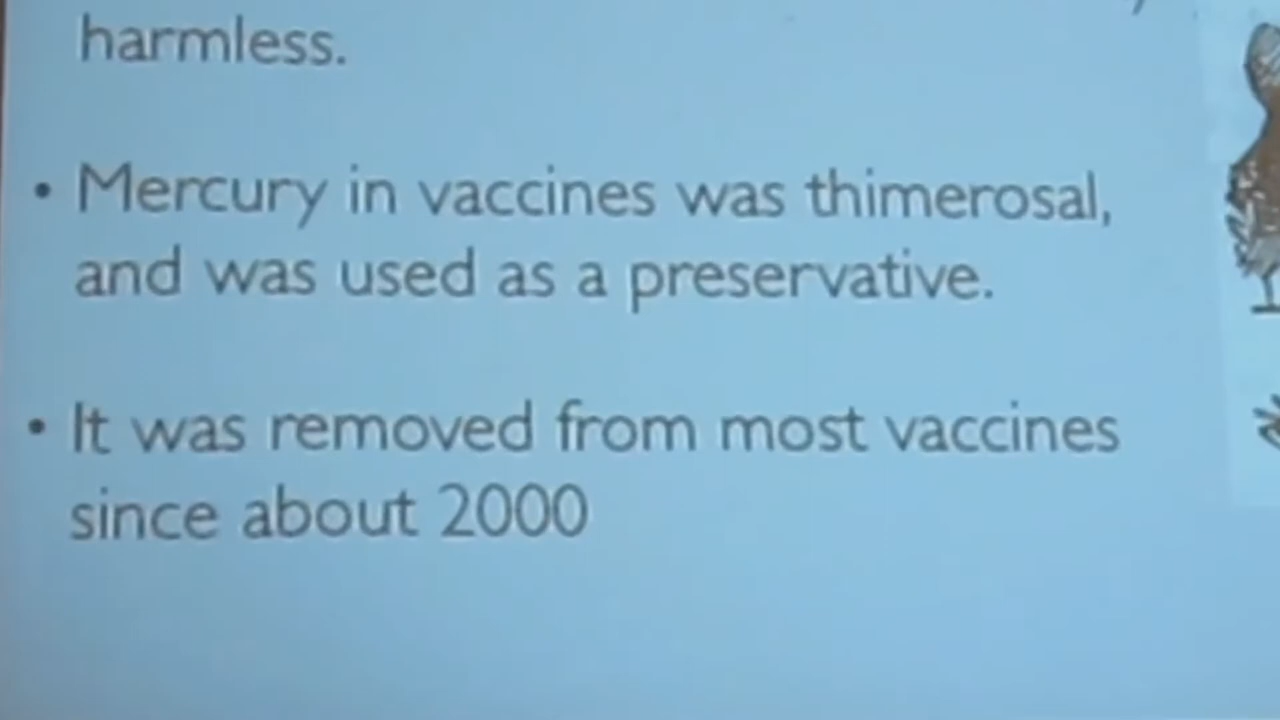 harmless.
• Mercury in vaccines was thimerosal,
and was used as a preservative.
• It was removed from most vaccines
since about 2000